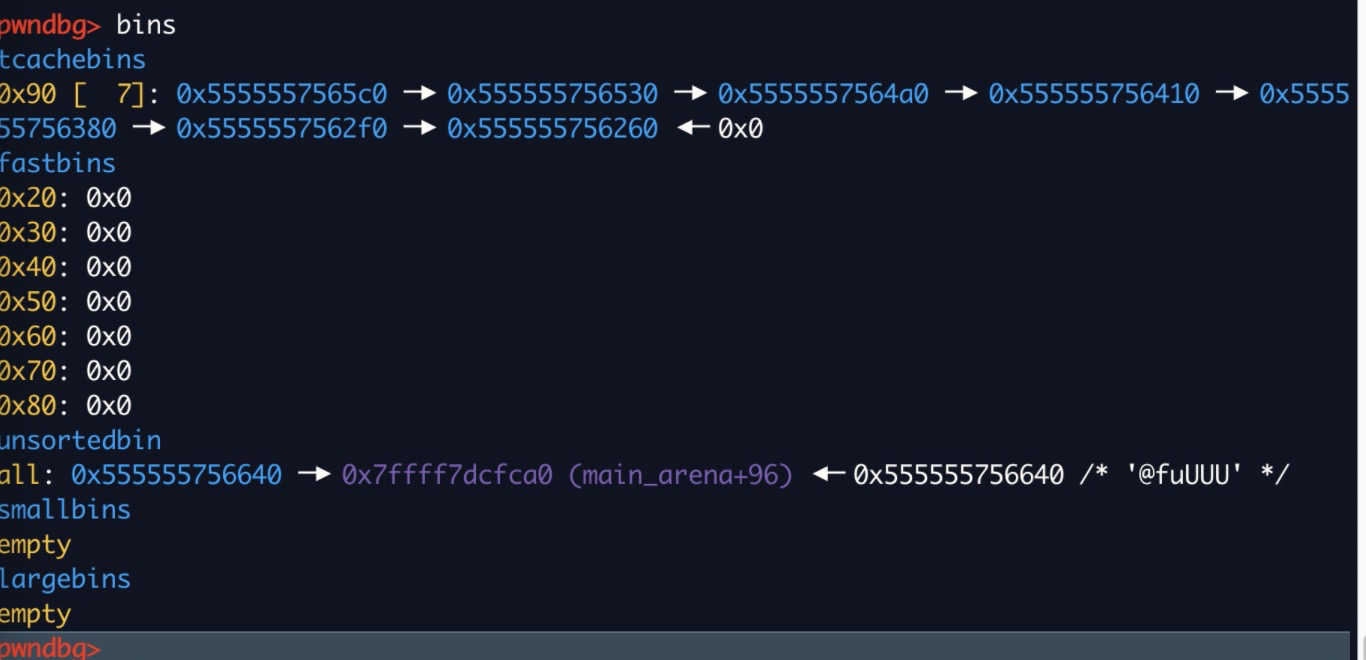 pwndbg> bins
tcachebins
0x90 [  7]: 0x5555557565c0 —▸ 0x555555756530 —▸ 0x5555557564a0 —▸ 0x555555756410 —▸ 0x5555
55756380 —▸ 0x5555557562f0 —▸ 0x555555756260 ◂— 0x0
fastbins
0x20: 0x0
0x30: 0x0
0x40: 0x0
0x50: 0x0
0x60: 0x0
0x70: 0x0
0x80: 0x0
unsortedbin
all: 0x555555756640 —▸ 0x7ffff7dcfca0 (main_arena+96) ◂— 0x555555756640 /* '@fuUUU' */
smallbins
empty
largebins
empty
pwndbg>